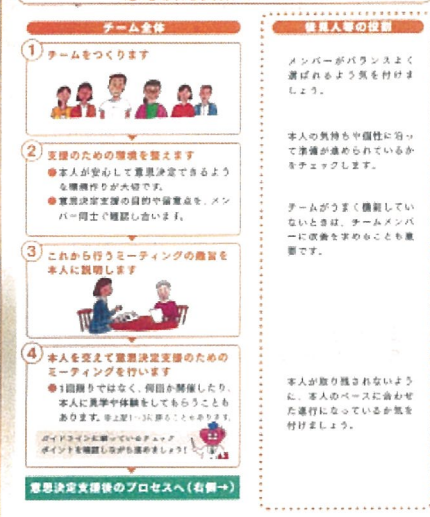 チーム全体
① チームをつくります
② 支援のための環境を整えます
●本人が安心して意思決定できるよう
な環境作りが大切です。
●意思決定支援の目的や留意点を、メン
バー同士で確認し合います。
③ これから行うミーティングの趣旨を
本人に説明します
④ 本人を交えて意思決定支援のための
ミーティングを行います
●1回限りではなく、何回か開催したり、
本人に見学や体験をしてもらうことも
あります。※上記1〜3に戻ることもあります。
ガイドラインに載っているチェック
ポイントを確認しながら進めましょう！
意思決定支援後のプロセスへ(右側→)
後見人等の役割
メンバーがバランスよく
選ばれるよう気を付けま
しょう。
本人の気持ちや個性に沿っ
て準備が進められているか
をチェックします。
チームがうまく機能してい
ないときは、チームメンバ
ーに改善を求めることも重
要です。
本人が取り残されないよう
に、本人のペースに合わせ
た進行になっているか気を
付けましょう。